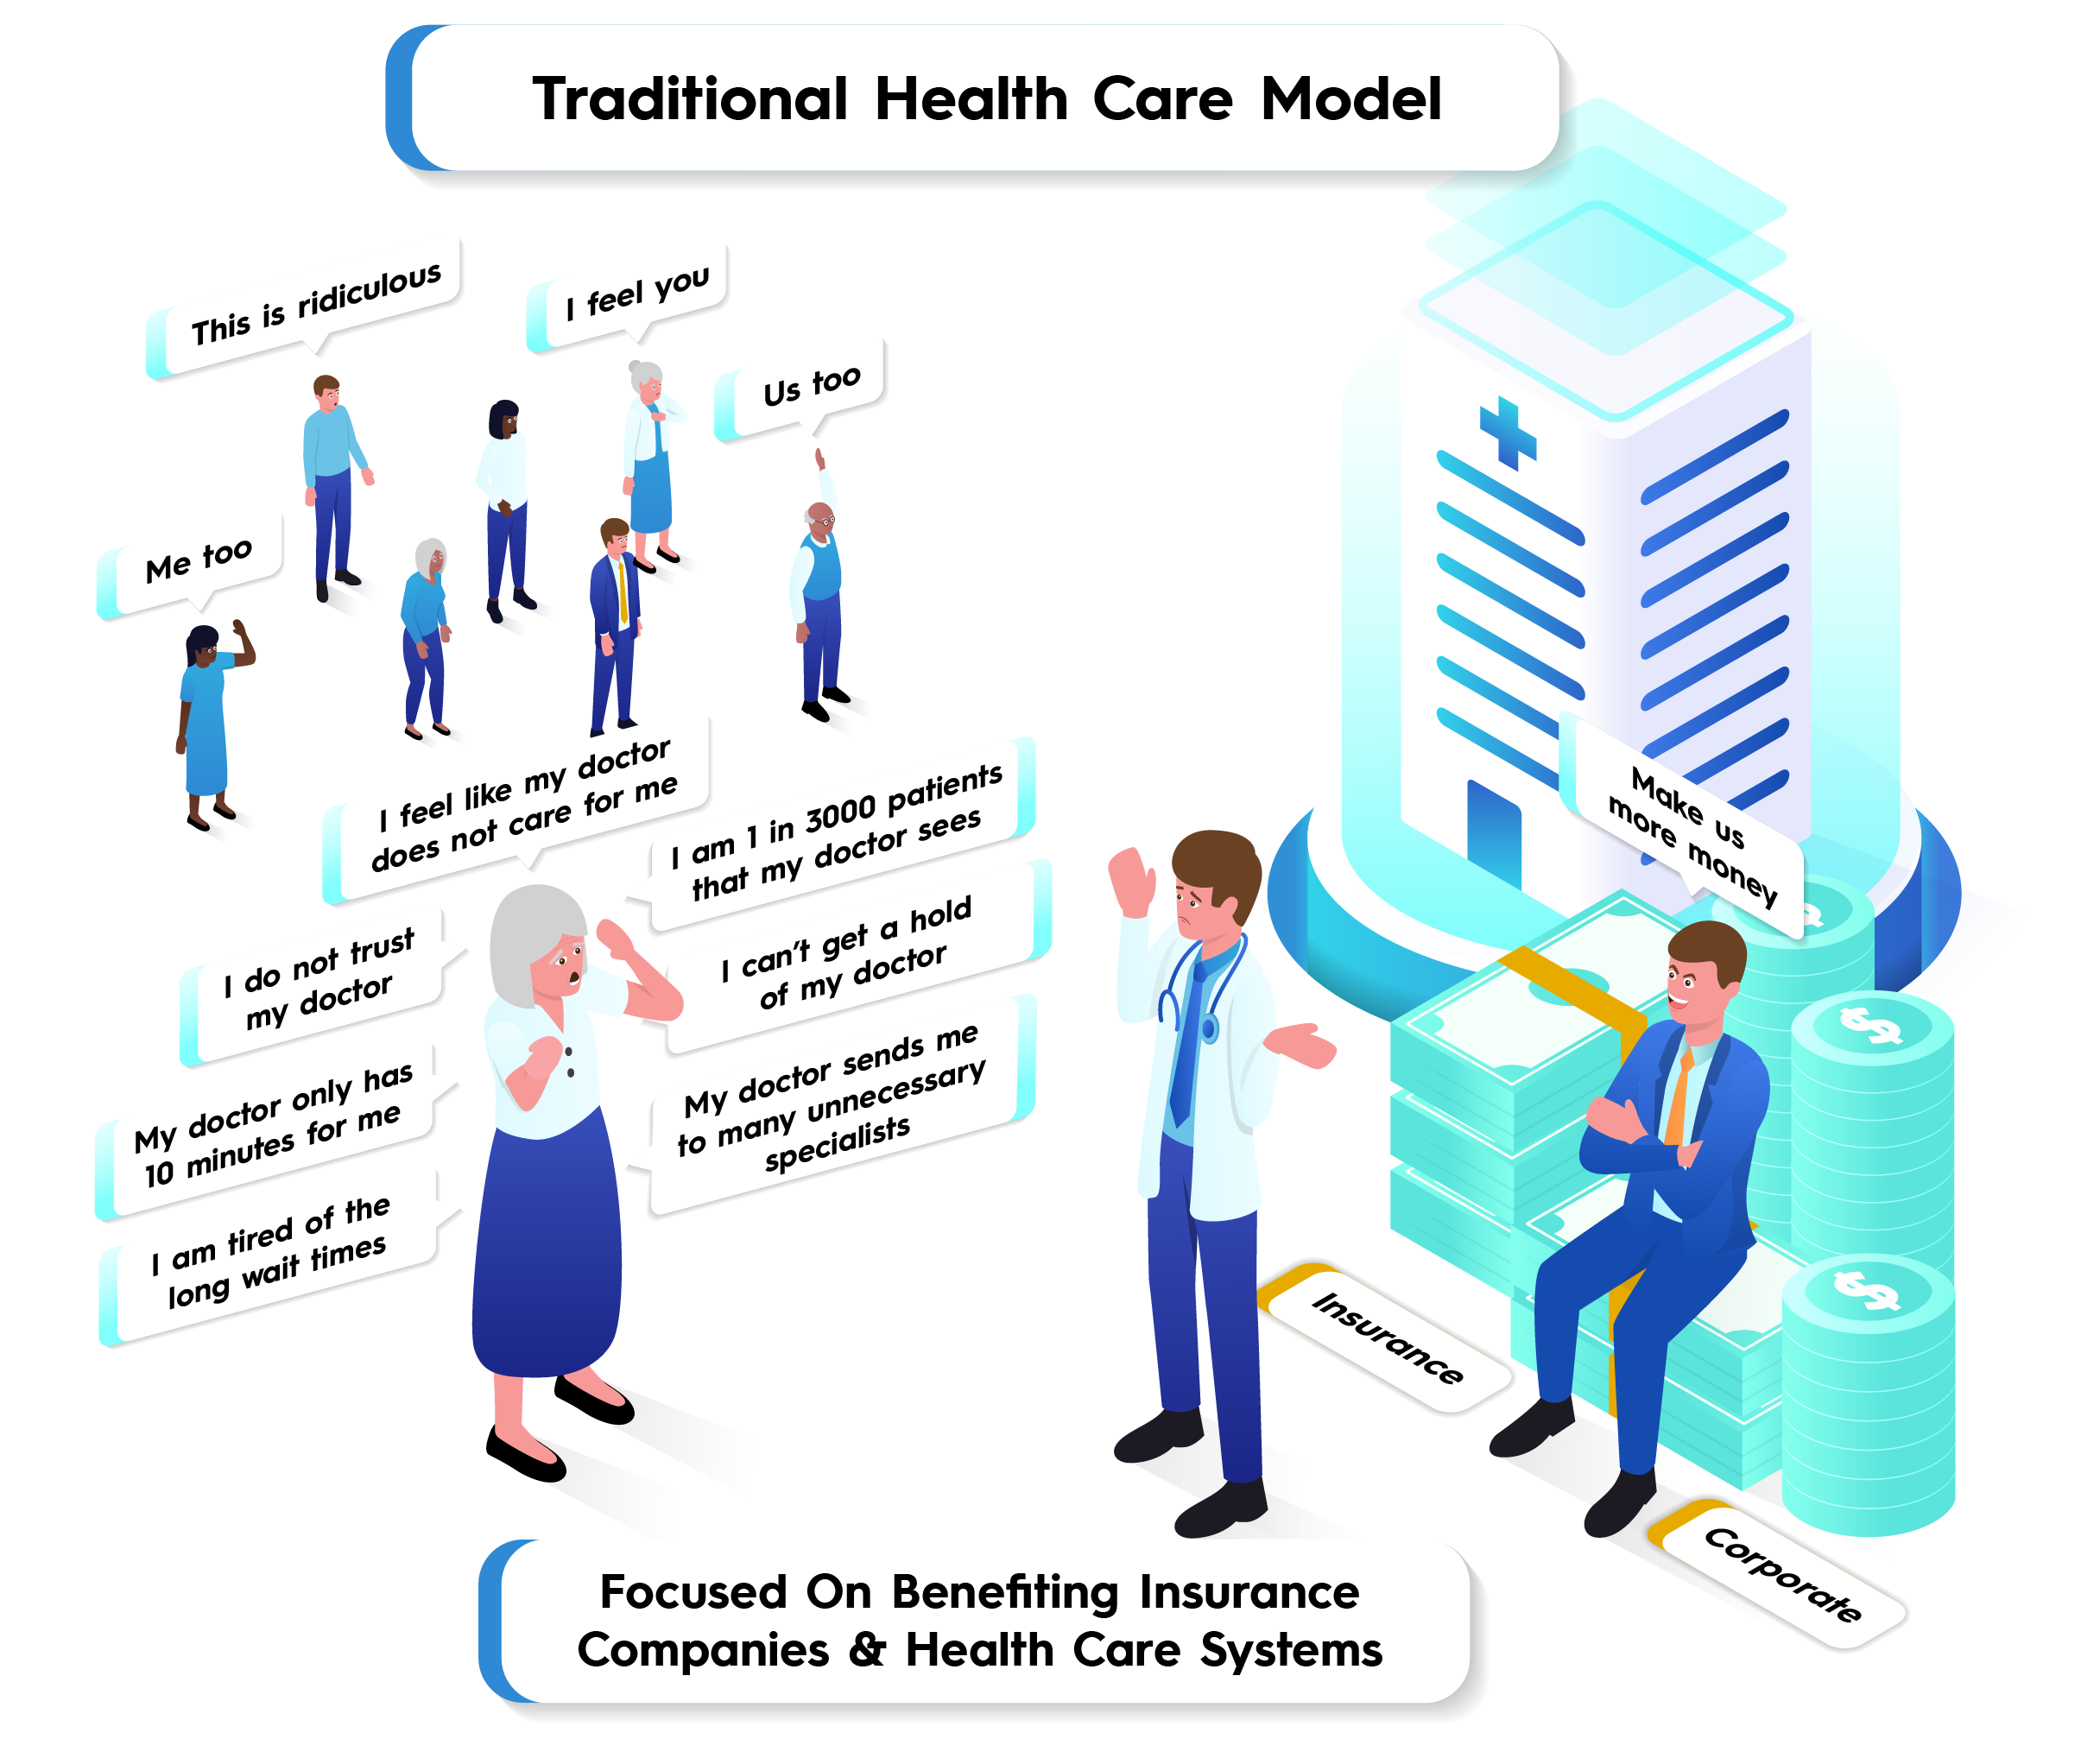 Traditional Health Care Model
This is ridiculous
I feel you
Us too
Me too
I feel like my doctor
does not care for me
I am 1 in 3000 patients
that my doctor sees
I do not trust
my doctor
I can't get a hold
of my doctor
My doctor only has
10 minutes for me
My doctor sends me
to many unnecessary
specialists
I am tired of the
long wait times
Make us
more money
$
$
$
Insurance
Corporate
Focused On Benefiting Insurance
Companies & Health Care Systems